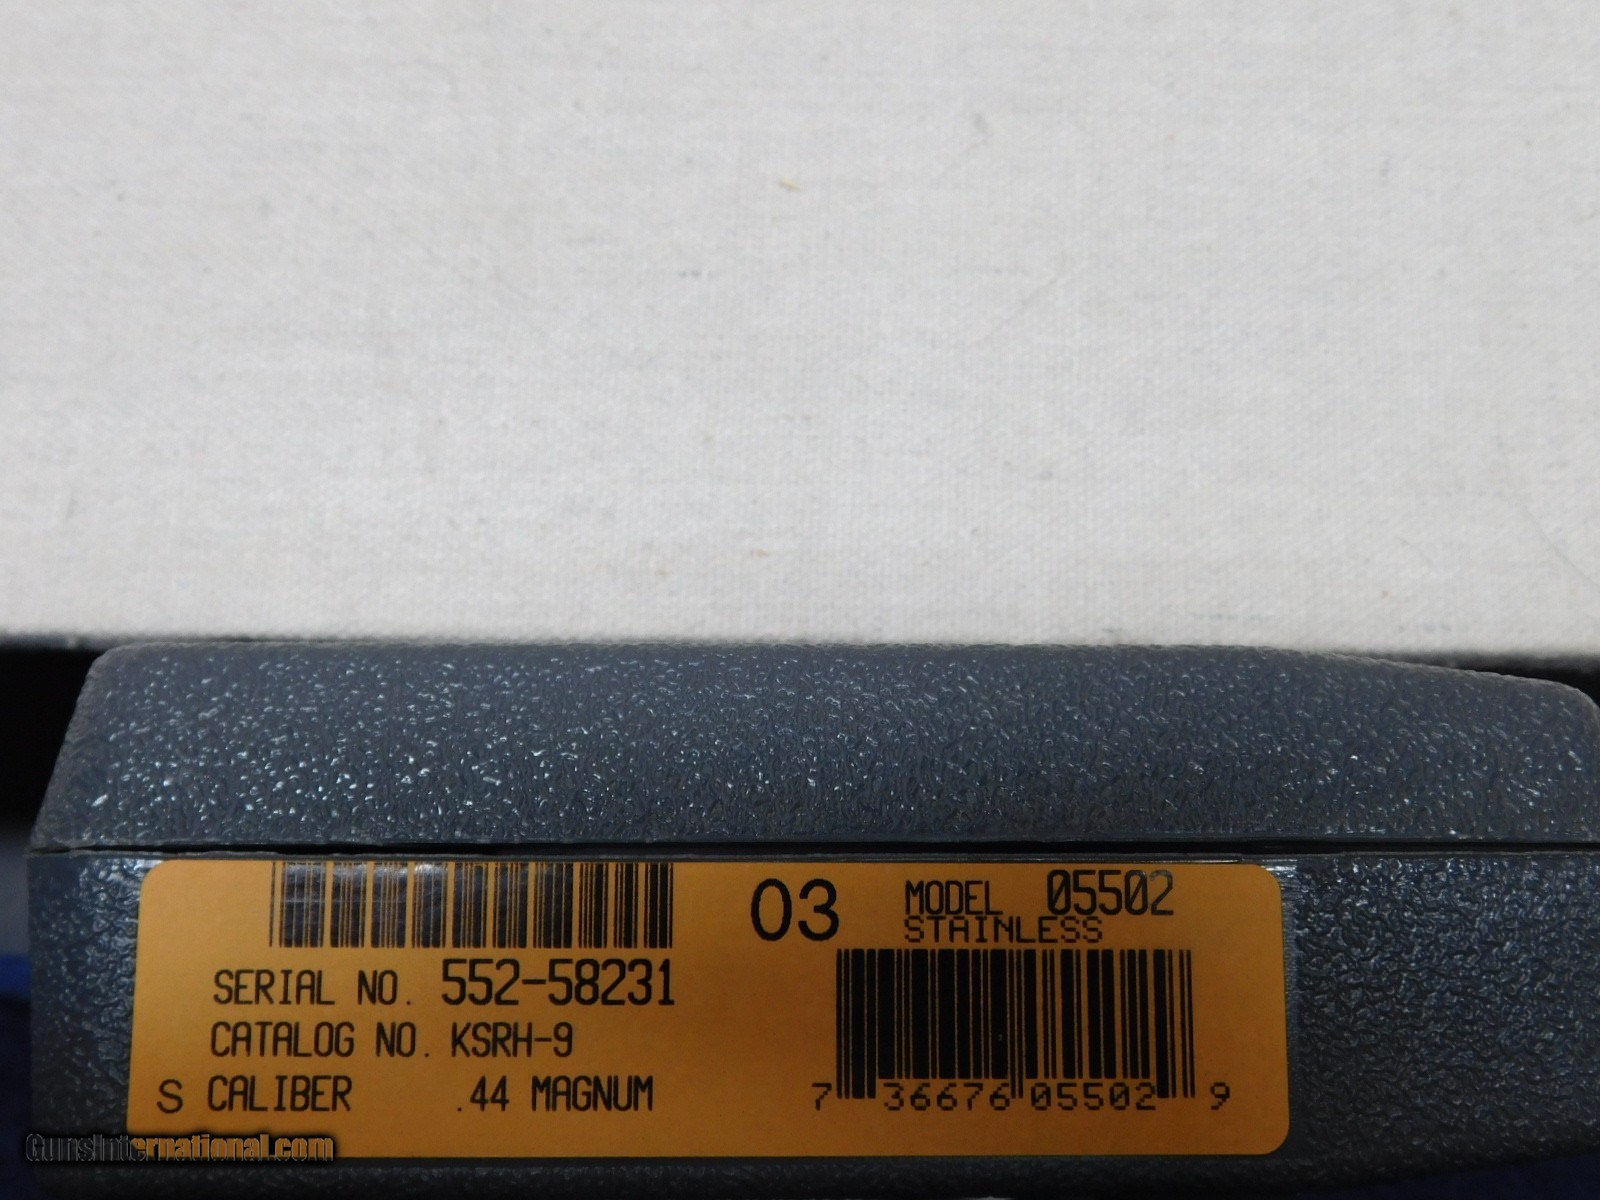 03 MODEL 05502
STAINLESS
SERIAL NO. 552-58231
CATALOG NO. KSRH-9
S CALIBER .44 MAGNUM
7 36676 05502 9
GunsInternational.com